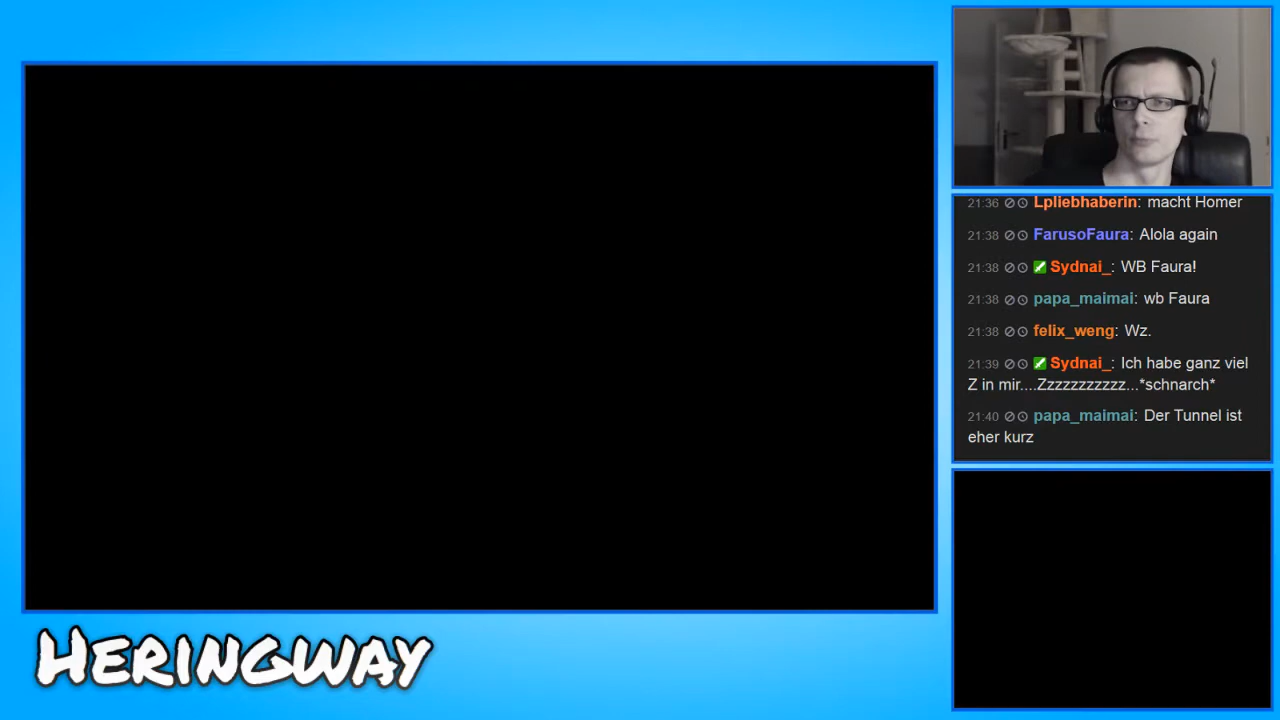 21:36 Lpliebhaberin: macht Homer
21:38 FarusoFaura: Alola again
21:38 Sydnai_: WB Faura!
21:38 papa_maimai: wb Faura
21:38 felix_weng: Wz.
21:39 Sydnai_: Ich habe ganz viel
Z in mir....Zzzzzzzzzzz...*schnarch*
21:40 papa_maimai: Der Tunnel ist
eher kurz
HERINGWAY